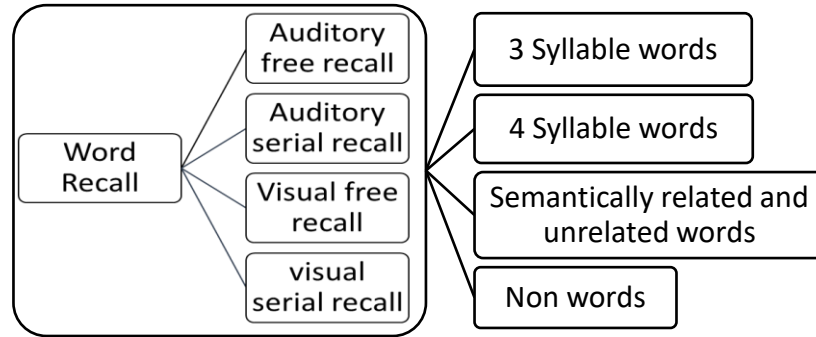 Word
Recall
Auditory
free recall
Auditory
serial recall
Visual free
recall
visual
serial recall
3 Syllable words
4 Syllable words
Semantically related and
unrelated words
Non words